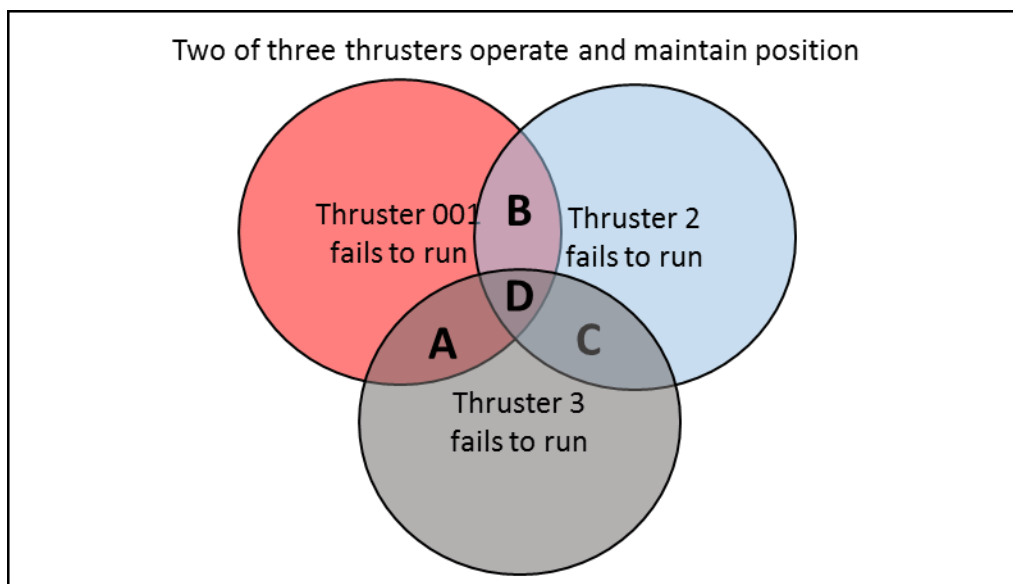 Two of three thrusters operate and maintain position
Thruster 001
fails to run
B
Thruster 2
fails to run
D
A
C
Thruster 3
fails to run